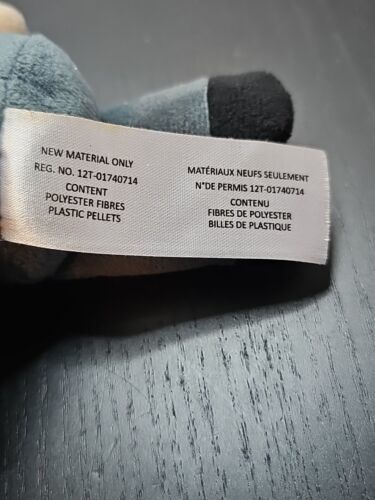 NEW MATERIAL ONLY
REG. NO. 12T-01740714
CONTENT
POLYESTER FIBRES
PLASTIC PELLETS
MATÉRIAUX NEUFS SEULEMENT
N°DE PERMIS 12T-01740714
CONTENU
FIBRES DE POLYESTER
BILLES DE PLASTIQUE